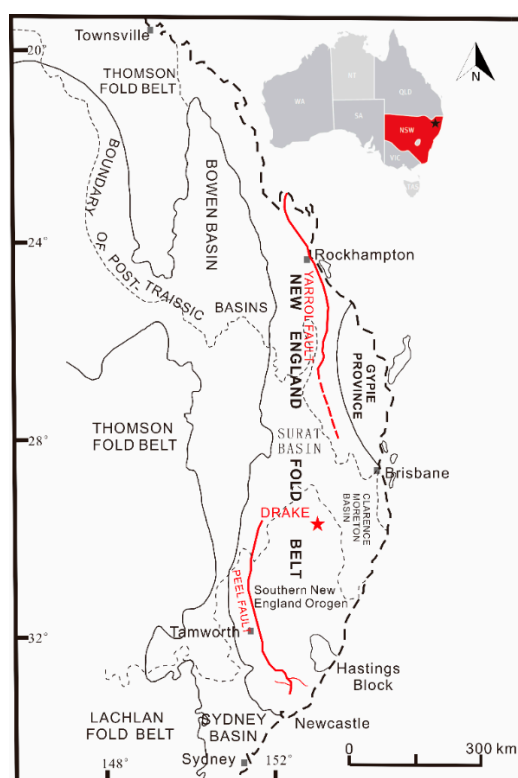 20°
Townsville
THOMSON
FOLD BELT
NT
QLD
WA
SA
NSW
VIC
TAS
N
BOUNDARY
OF POST TRAISSIC
BASINS
BOWEN BASIN
24°
Rockhampton
YARROL FAULT
NEW ENGLAND
FOLD
BELT
GYPIE
PROVINCE
THOMSON
FOLD BELT
28°
SURAT
BASIN
Brisbane
CLARENCE
MORETON
BASIN
DRAKE
PEEL FAULT
Southern New
England Orogen
Tamworth
32°
Hastings
Block
LACHLAN
FOLD BELT
SYDNEY
BASIN
Newcastle
Sydney
148°
152°
0
300 km